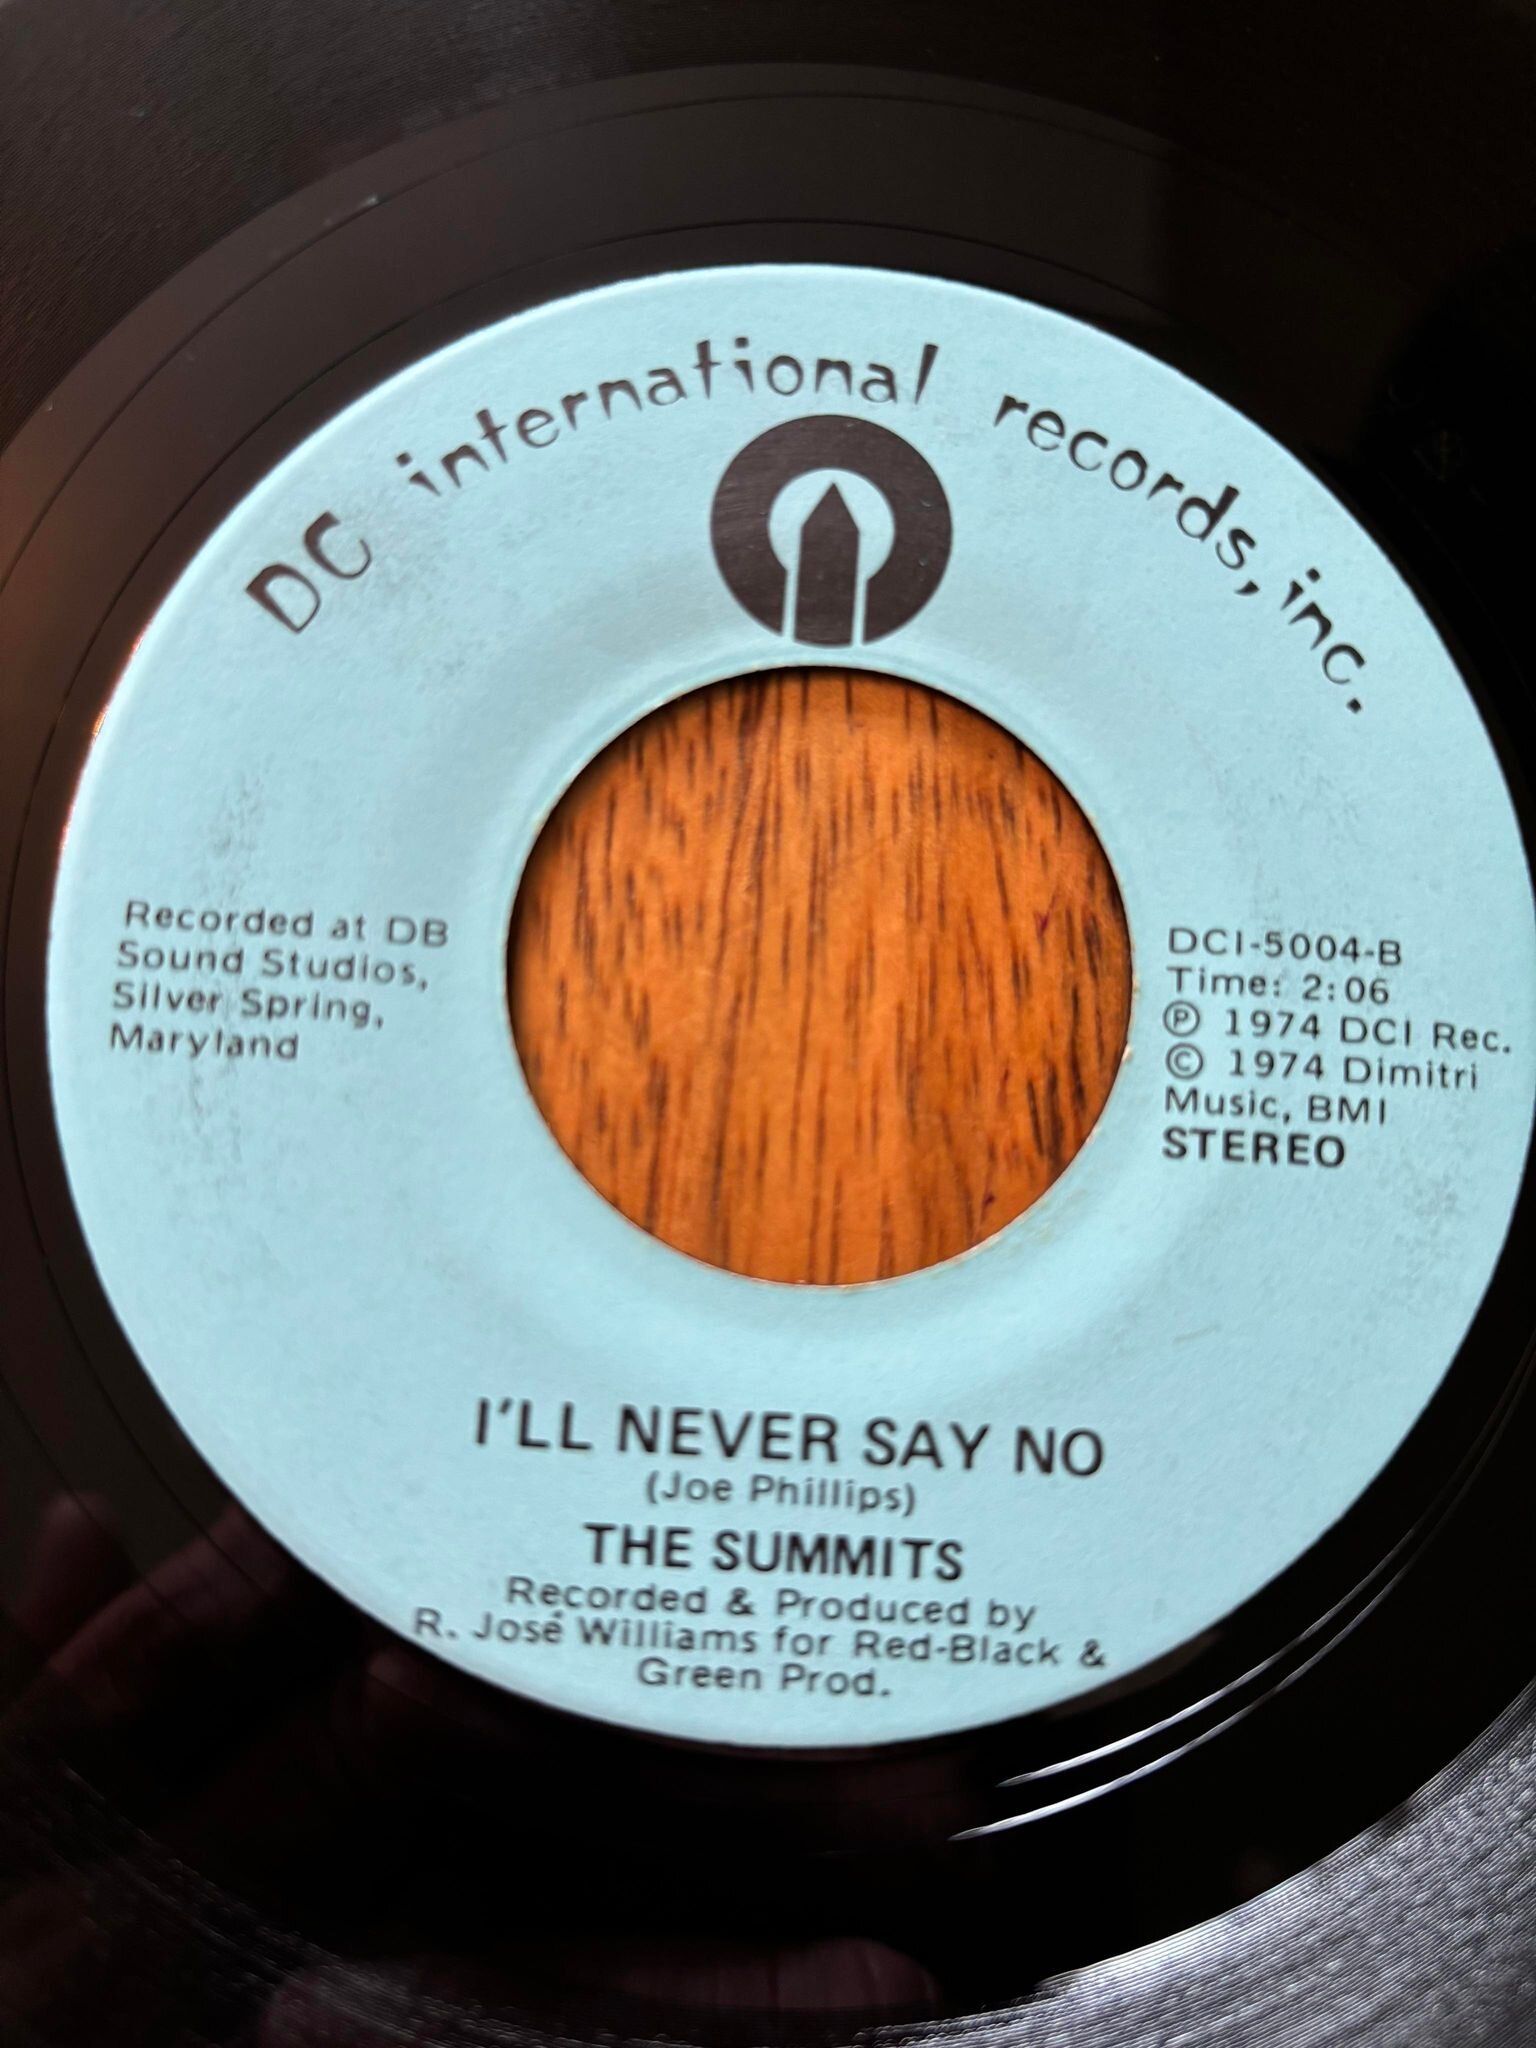 DC international records, inc.
Recorded at DB
Sound Studios,
Silver Spring,
Maryland
DCI-5004-B
Time: 2:06
Ⓟ 1974 DCI Rec.
© 1974 Dimitri
Music, BMI
STEREO
I'LL NEVER SAY NO
(Joe Phillips)
THE SUMMITS
Recorded & Produced by
R. José Williams for Red-Black &
Green Prod.